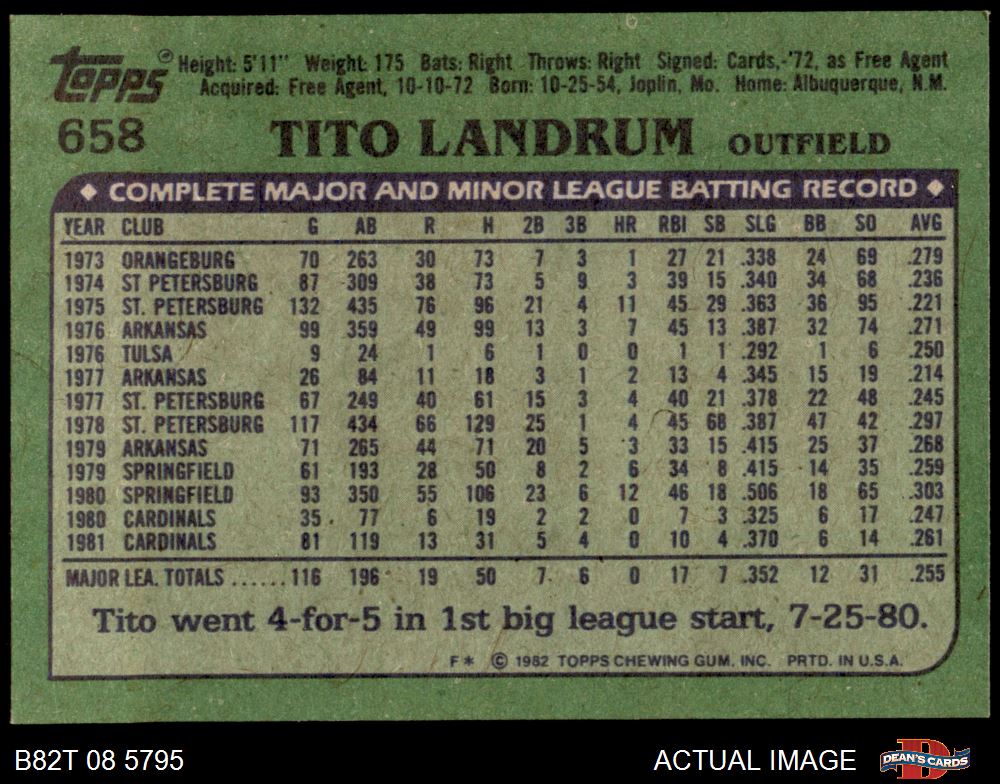 topps® Height: 5'11" Weight: 175 Bats: Right Throws: Right Signed: Cards,-'72, as Free Agent
Acquired: Free Agent, 10-10-72 Born: 10-25-54, Joplin, Mo. Home: Albuquerque, N.M.
658 TITO LANDRUM OUTFIELD
◆ COMPLETE MAJOR AND MINOR LEAGUE BATTING RECORD ◆
YEAR CLUB G AB R H 2B 3B HR RBI SB SLG BB SO AVG
1973 ORANGEBURG 70 263 30 73 7 3 1 27 21 .338 24 69 .279
1974 ST PETERSBURG 87 309 38 73 5 9 3 39 15 .340 34 68 .236
1975 ST. PETERSBURG 132 435 76 96 21 4 11 45 29 .363 36 95 .221
1976 ARKANSAS 99 359 49 99 13 3 7 45 13 .387 32 74 .271
1976 TULSA 9 24 1 6 1 0 0 1 1 .292 1 6 .250
1977 ARKANSAS 26 84 11 18 3 1 2 13 4 .345 15 19 .214
1977 ST. PETERSBURG 67 249 40 61 15 3 4 40 21 .378 22 48 .245
1978 ST. PETERSBURG 117 434 66 129 25 1 4 45 68 .387 47 42 .297
1979 ARKANSAS 71 265 44 71 20 5 3 33 15 .415 25 37 .268
1979 SPRINGFIELD 61 193 28 50 8 2 6 34 8 .415 14 35 .259
1980 SPRINGFIELD 93 350 55 106 23 6 12 46 18 .506 18 65 .303
1980 CARDINALS 35 77 6 19 2 2 0 7 3 .325 6 17 .247
1981 CARDINALS 81 119 13 31 5 4 0 10 4 .370 6 14 .261
MAJOR LEA. TOTALS ......116 196 19 50 7 6 0 17 7 .352 12 31 .255
Tito went 4-for-5 in 1st big league start, 7-25-80.
F* © 1982 TOPPS CHEWING GUM. INC. PRTD. IN U.S.A.
B82T 08 5795 ACTUAL IMAGE DEAN'S CARDS